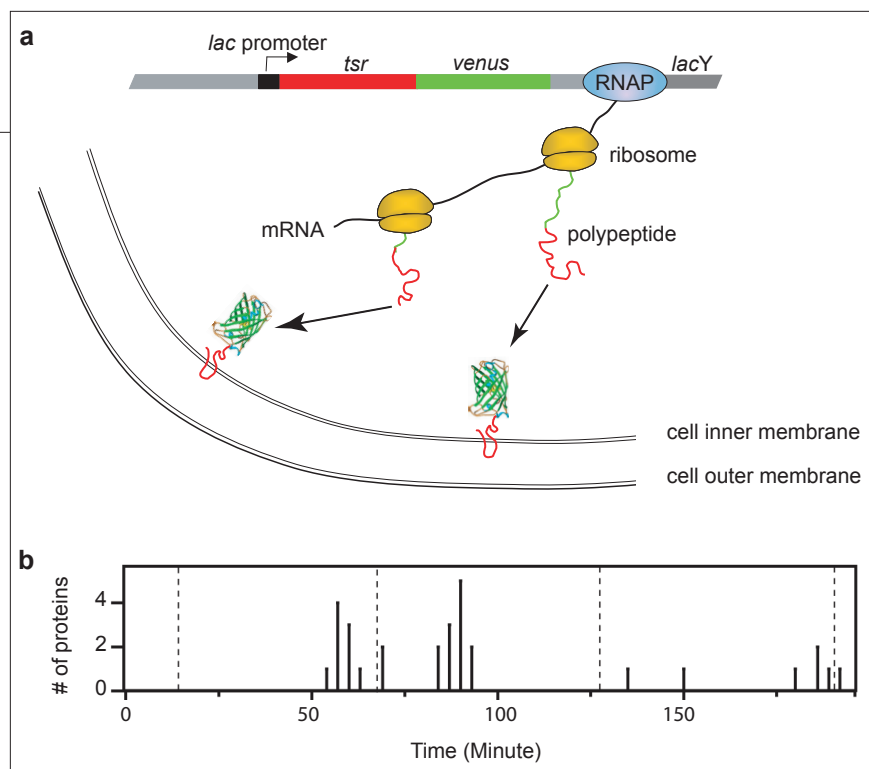 a
lac promoter
tsr
venus
RNAP
lacY
ribosome
mRNA
polypeptide
cell inner membrane
cell outer membrane
b
# of proteins
4
2
0
0 50 100 150
Time (Minute)